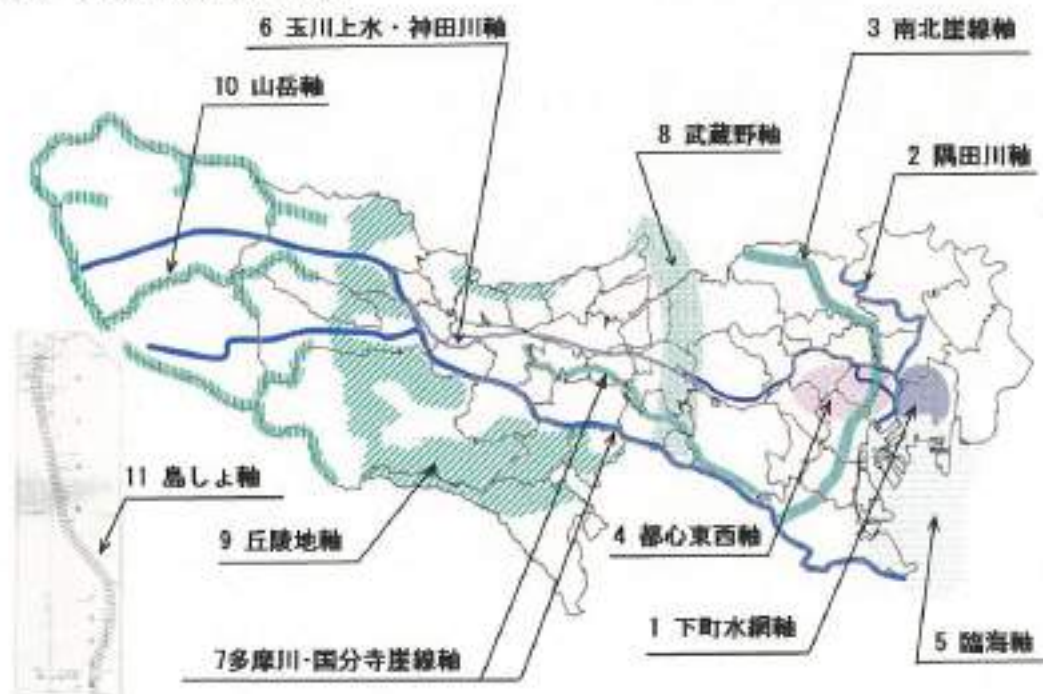 6 玉川上水・神田川軸
3 南北崖線軸
10 山岳軸
8 武蔵野軸
2 隅田川軸
11 島しょ軸
9 丘陵地軸
4 都心東西軸
1 下町水網軸
5 臨海軸
7多摩川・国分寺崖線軸